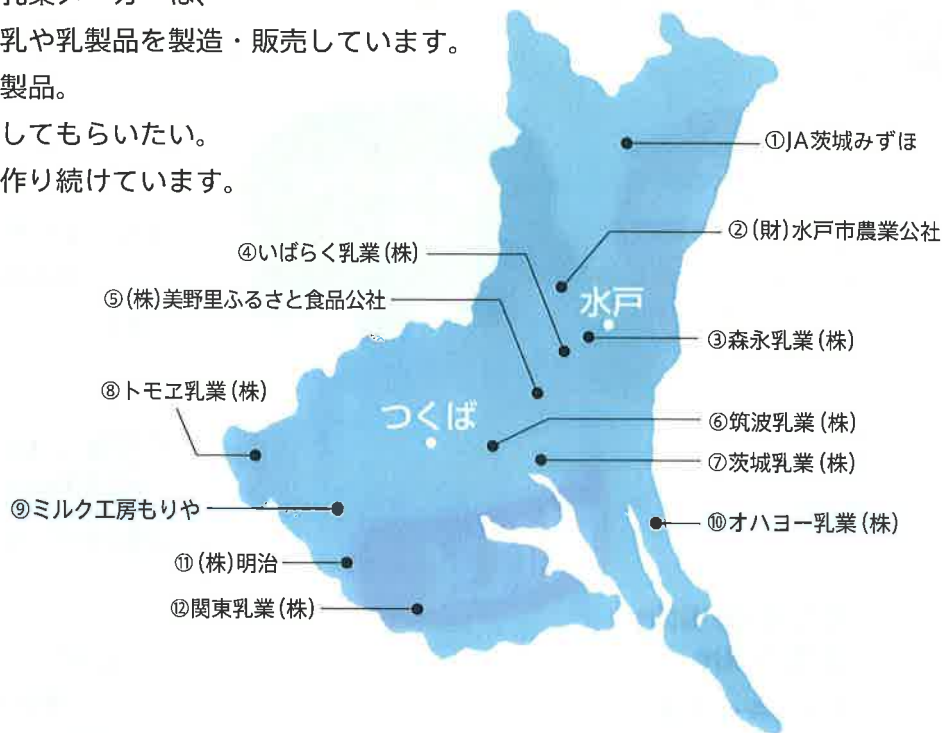 乳や乳製品を製造・販売しています。
製品。
してもらいたい。
作り続けています。
①JA茨城みずほ
②(財)水戸市農業公社
④いばらく乳業(株)
⑤(株)美野里ふるさと食品公社
水戸
③森永乳業(株)
⑧トモヱ乳業(株)
つくば
⑥筑波乳業(株)
⑦茨城乳業(株)
⑨ミルク工房もりや
⑩オハヨー乳業(株)
⑪(株)明治
⑫関東乳業(株)